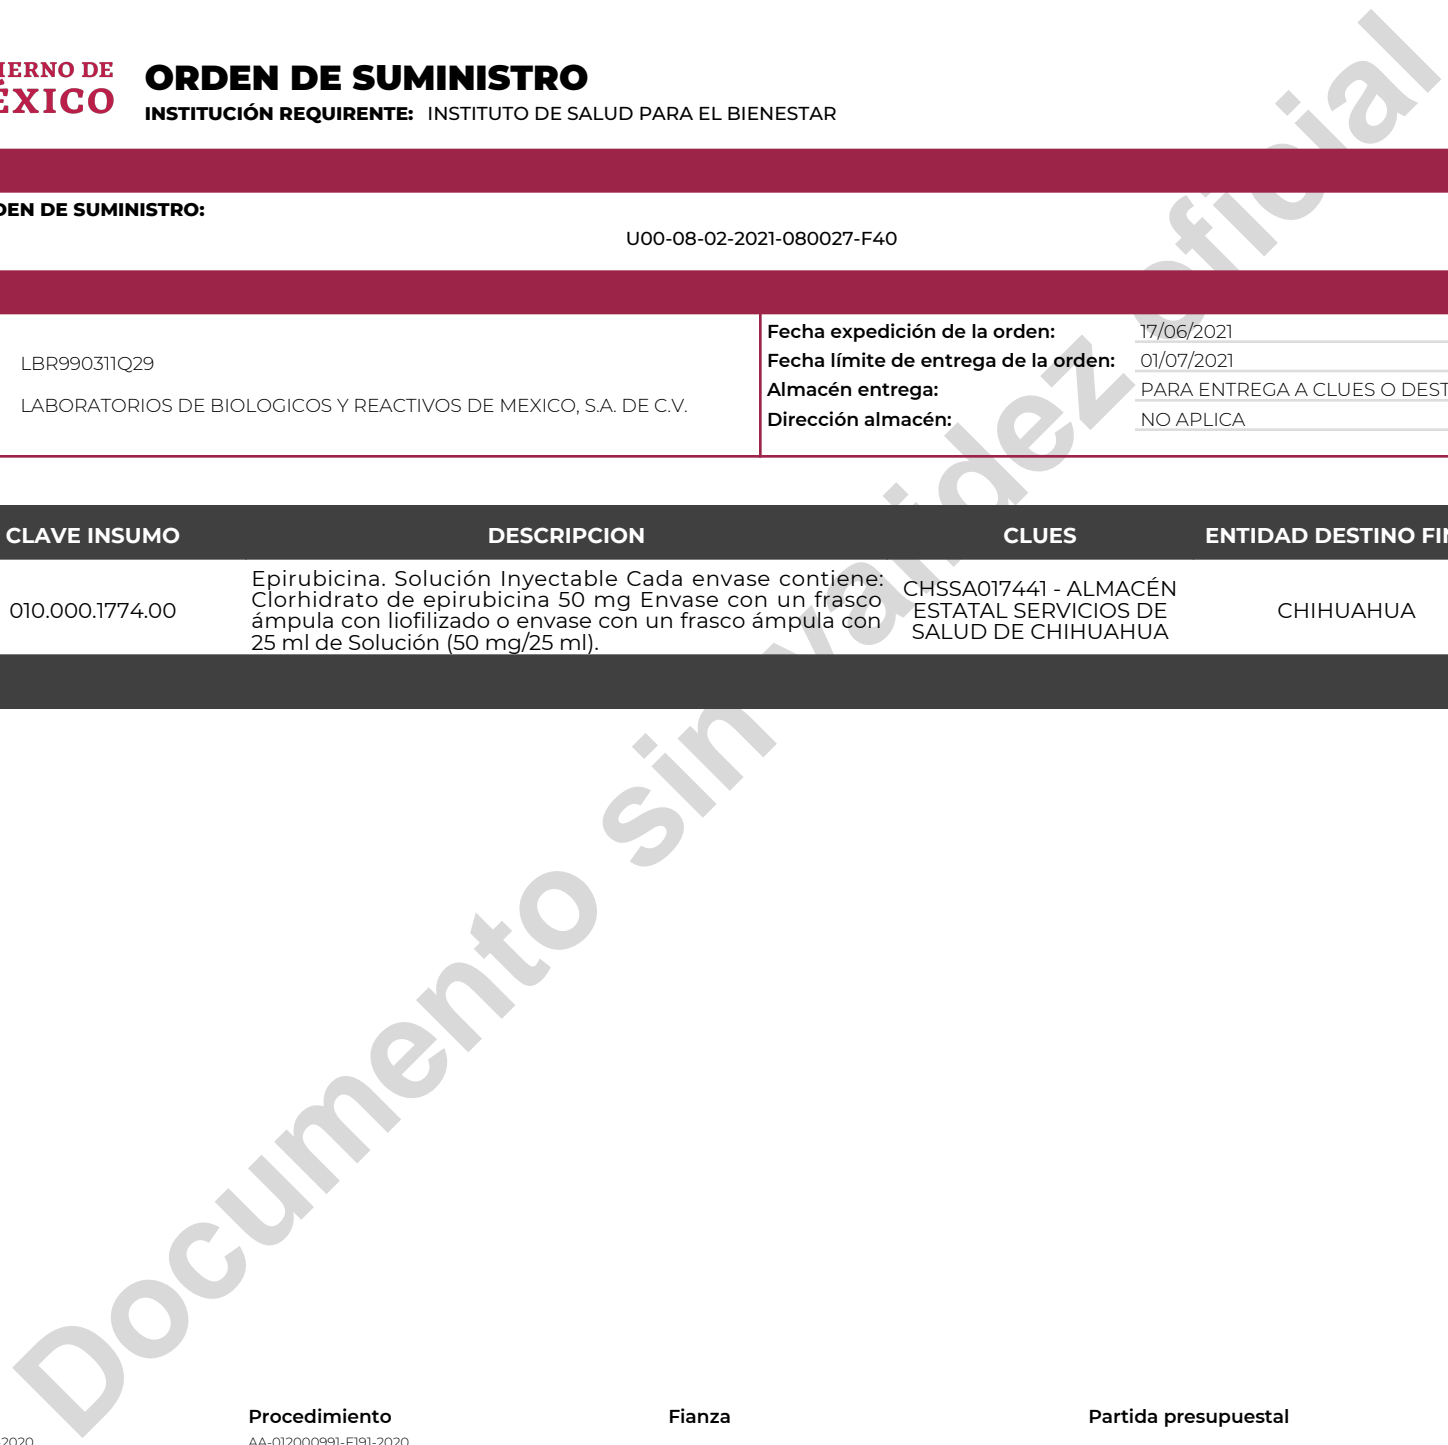 IERNO DE
ÉXICO
ORDEN DE SUMINISTRO
INSTITUCIÓN REQUIRENTE: INSTITUTO DE SALUD PARA EL BIENESTAR
DEN DE SUMINISTRO:
U00-08-02-2021-080027-F40
LBR990311Q29
LABORATORIOS DE BIOLOGICOS Y REACTIVOS DE MEXICO, S.A. DE C.V.
Fecha expedición de la orden: 17/06/2021
Fecha límite de entrega de la orden: 01/07/2021
Almacén entrega: PARA ENTREGA A CLUES O DEST
Dirección almacén: NO APLICA
CLAVE INSUMO DESCRIPCION CLUES ENTIDAD DESTINO FIN
010.000.1774.00
Epirubicina. Solución Inyectable Cada envase contiene:
Clorhidrato de epirubicina 50 mg Envase con un frasco
ámpula con liofilizado o envase con un frasco ámpula con
25 ml de Solución (50 mg/25 ml).
CHSSA017441 - ALMACÉN
ESTATAL SERVICIOS DE
SALUD DE CHIHUAHUA
CHIHUAHUA
Documento sin validez oficial
Procedimiento Fianza Partida presupuestal
-2020 AA-012000991-E191-2020